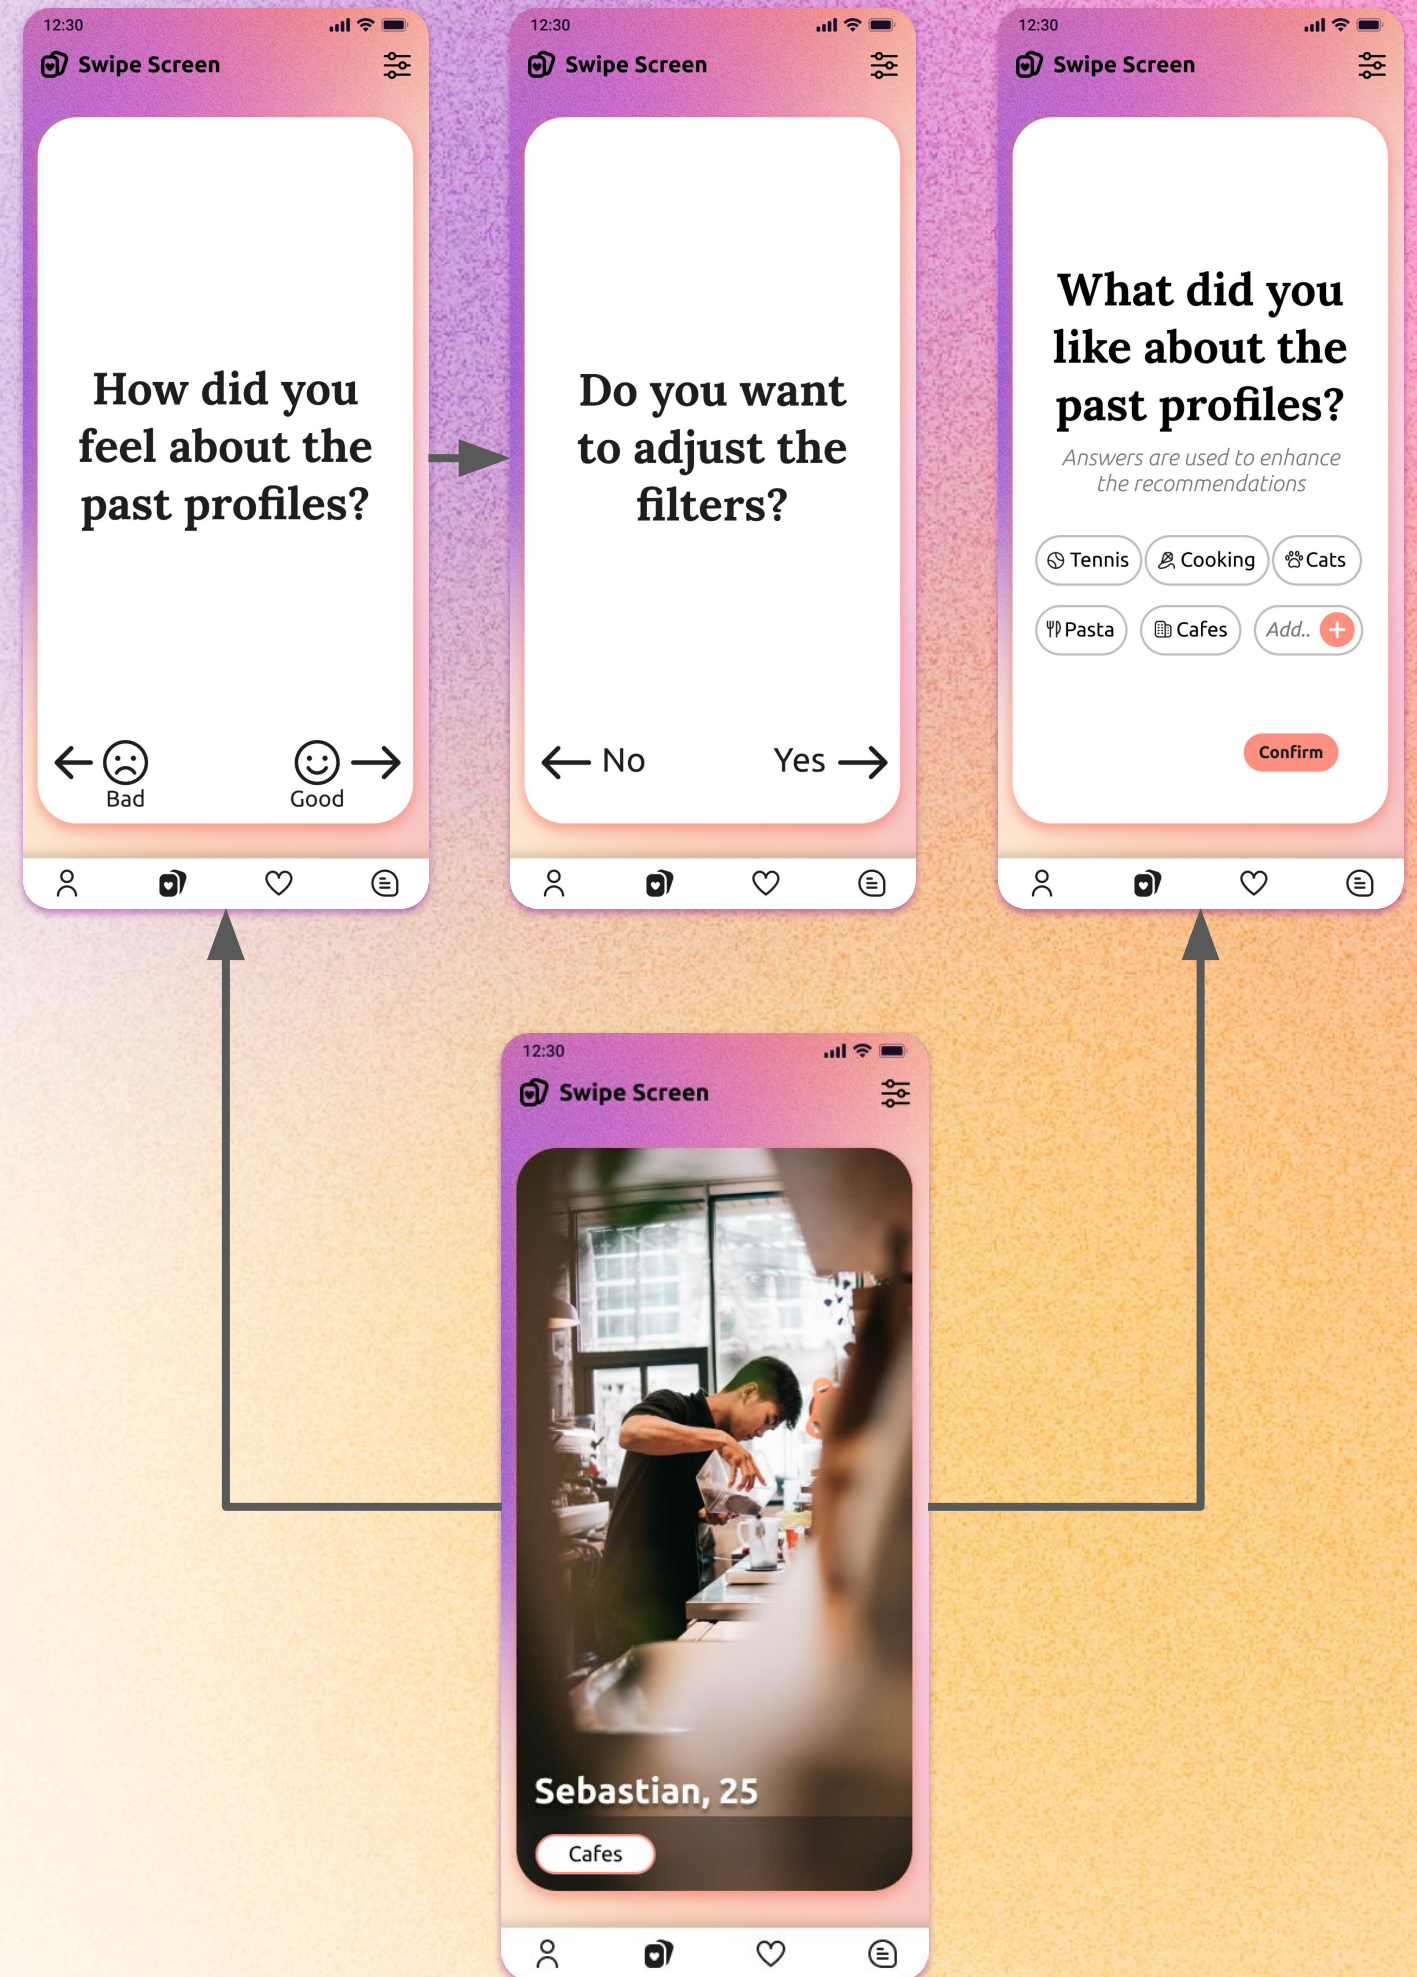 12:30
Swipe Screen
How did you
feel about the
past profiles?
Bad
Good
12:30
Swipe Screen
Do you want
to adjust the
filters?
No
Yes
12:30
Swipe Screen
What did you
like about the
past profiles?
Answers are used to enhance
the recommendations
Tennis
Cooking
Cats
Pasta
Cafes
Add..
Confirm
12:30
Swipe Screen
Sebastian, 25
Cafes